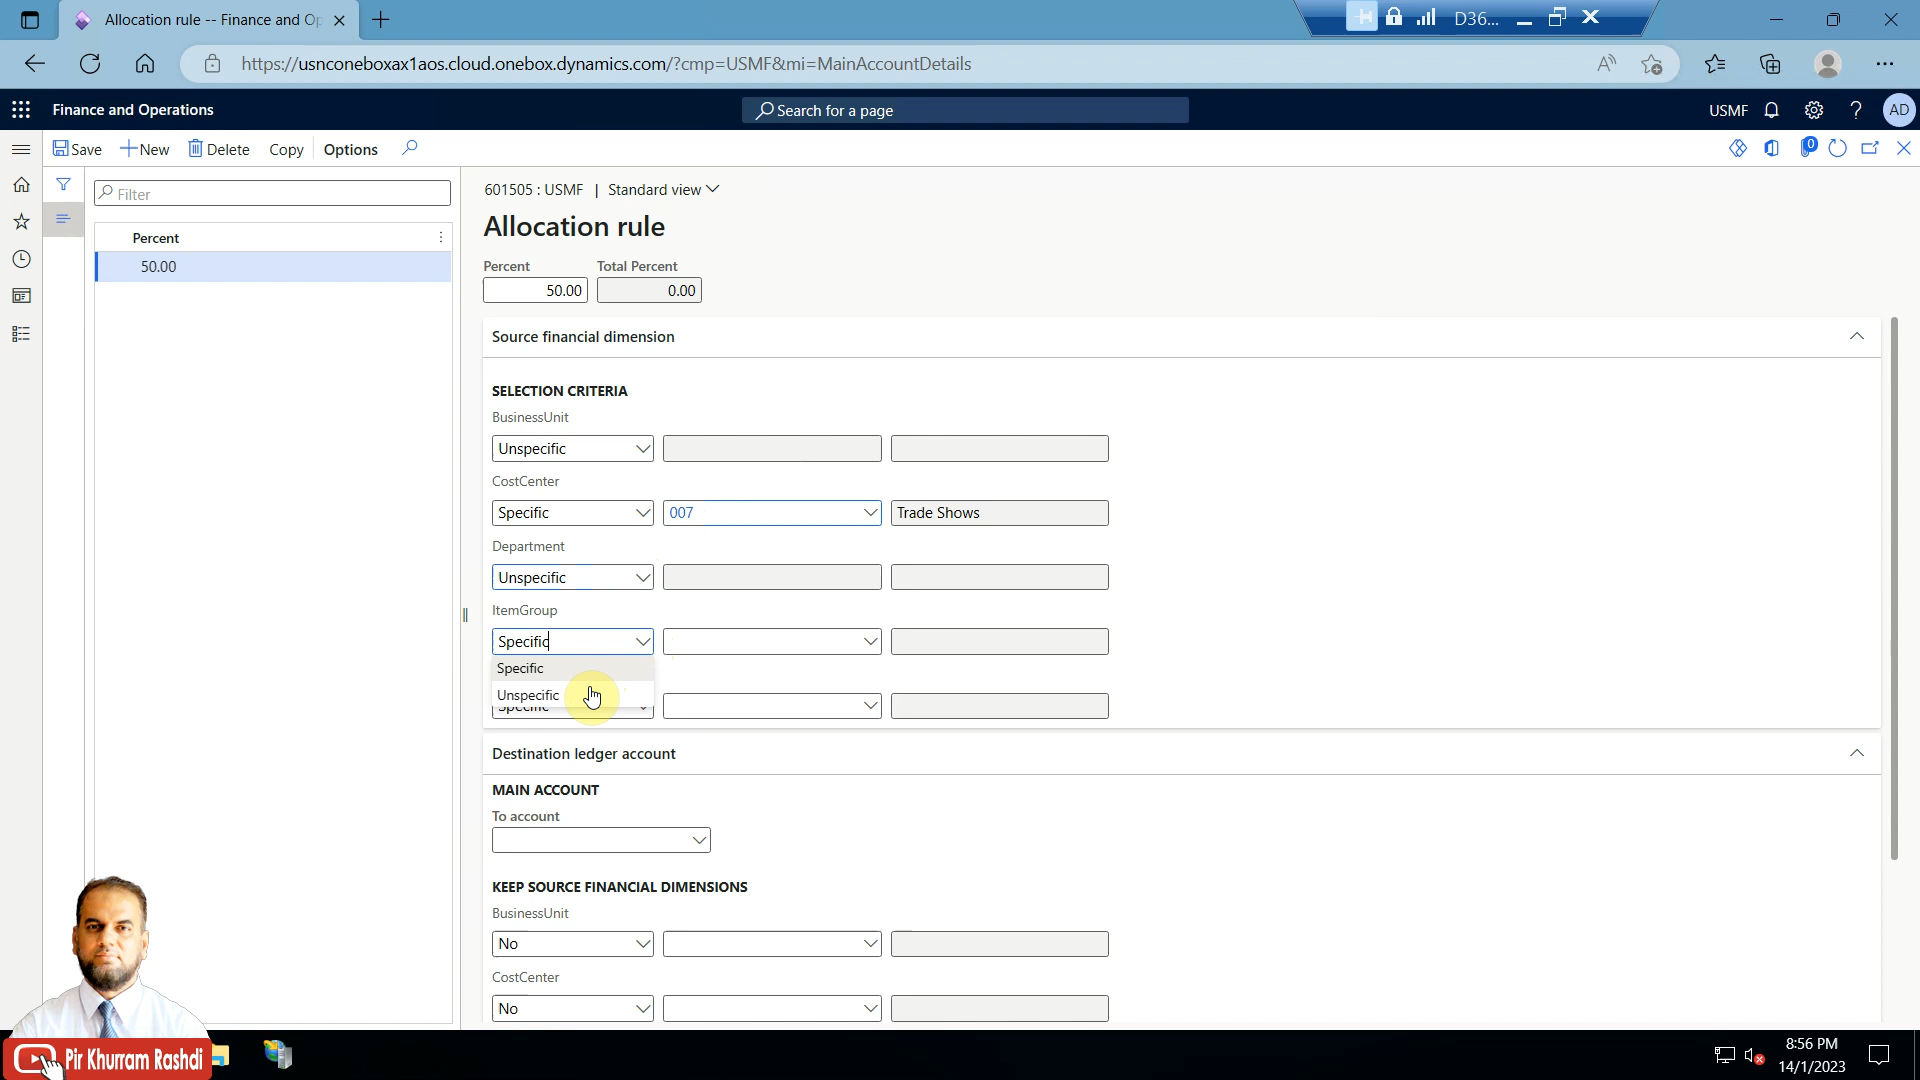 Allocation rule -- Finance and Op
D36...
https://usnconeboxax1aos.cloud.onebox.dynamics.com/?cmp=USMF&mi=MainAccountDetails
Finance and Operations
Search for a page
USMF
AD
Save
New
Delete
Copy
Options
0
Filter
Percent
50.00
601505 : USMF | Standard view
Allocation rule
Percent
Total Percent
50.00
0.00
Source financial dimension
SELECTION CRITERIA
BusinessUnit
Unspecific
CostCenter
Specific
007
Trade Shows
Department
Unspecific
ItemGroup
Specific
Specific
Unspecific
Specific
Destination ledger account
MAIN ACCOUNT
To account
KEEP SOURCE FINANCIAL DIMENSIONS
BusinessUnit
No
CostCenter
No
Pir Khurram Rashdi
8:56 PM
14/1/2023